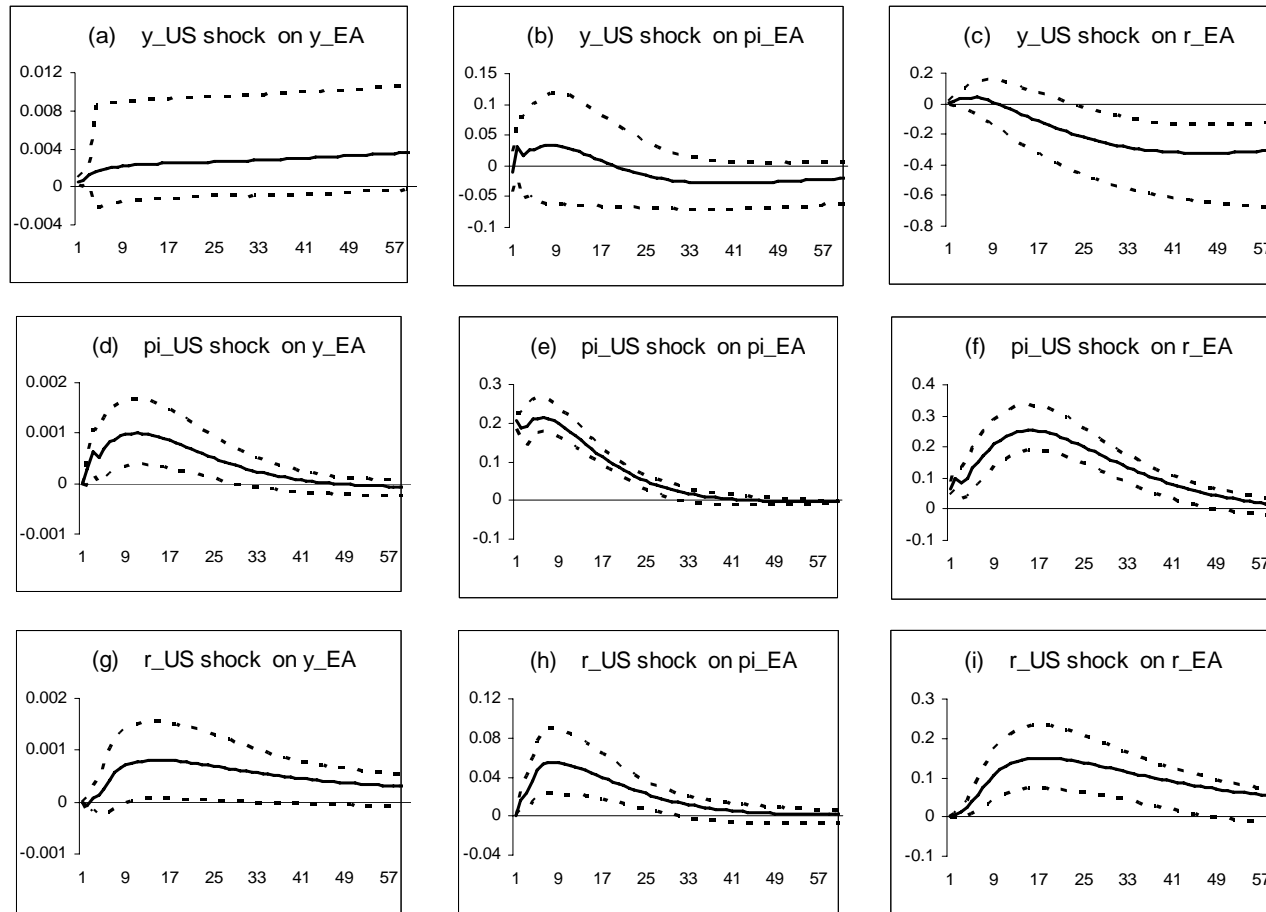 (a) y_US shock on y_EA
0.012
0.008
0.004
0
-0.004
1 9 17 25 33 41 49 57
(b) y_US shock on pi_EA
0.15
0.1
0.05
0
-0.05
-0.1
1 9 17 25 33 41 49 57
(c) y_US shock on r_EA
0.2
0
-0.2
-0.4
-0.6
-0.8
1 9 17 25 33 41 49 57
(d) pi_US shock on y_EA
0.002
0.001
0
-0.001
1 9 17 25 33 41 49 57
(e) pi_US shock on pi_EA
0.3
0.2
0.1
0
-0.1
1 9 17 25 33 41 49 57
(f) pi_US shock on r_EA
0.4
0.3
0.2
0.1
0
-0.1
1 9 17 25 33 41 49 57
(g) r_US shock on y_EA
0.002
0.001
0
-0.001
1 9 17 25 33 41 49 57
(h) r_US shock on pi_EA
0.12
0.08
0.04
0
-0.04
1 9 17 25 33 41 49 57
(i) r_US shock on r_EA
0.3
0.2
0.1
0
-0.1
1 9 17 25 33 41 49 57